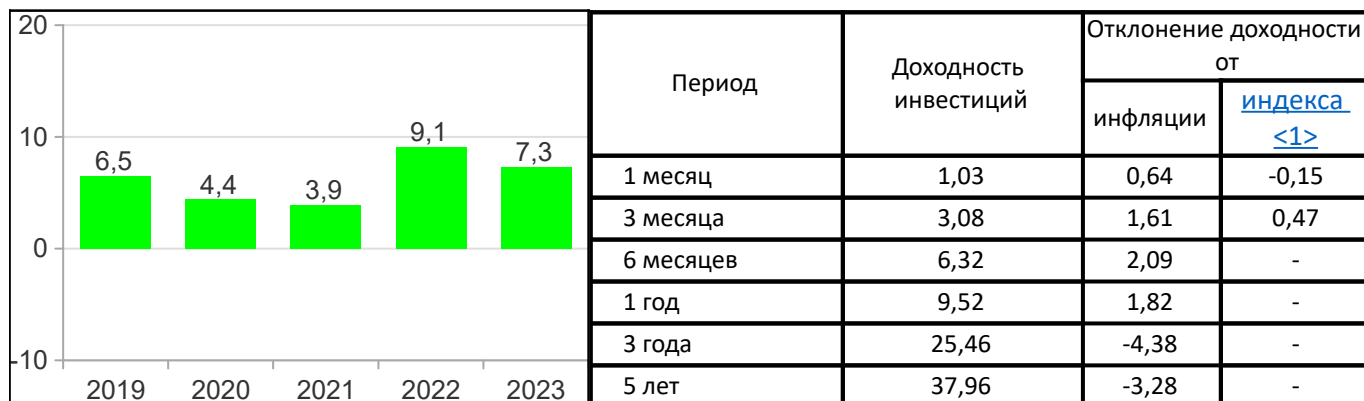 20
10
0
-10
6,5
4,4
3,9
9,1
7,3
2019 2020 2021 2022 2023
Период
Доходность
инвестиций
Отклонение доходности
от
инфляции
индекса
<1>
1 месяц 1,03 0,64 -0,15
3 месяца 3,08 1,61 0,47
6 месяцев 6,32 2,09 -
1 год 9,52 1,82 -
3 года 25,46 -4,38 -
5 лет 37,96 -3,28 -